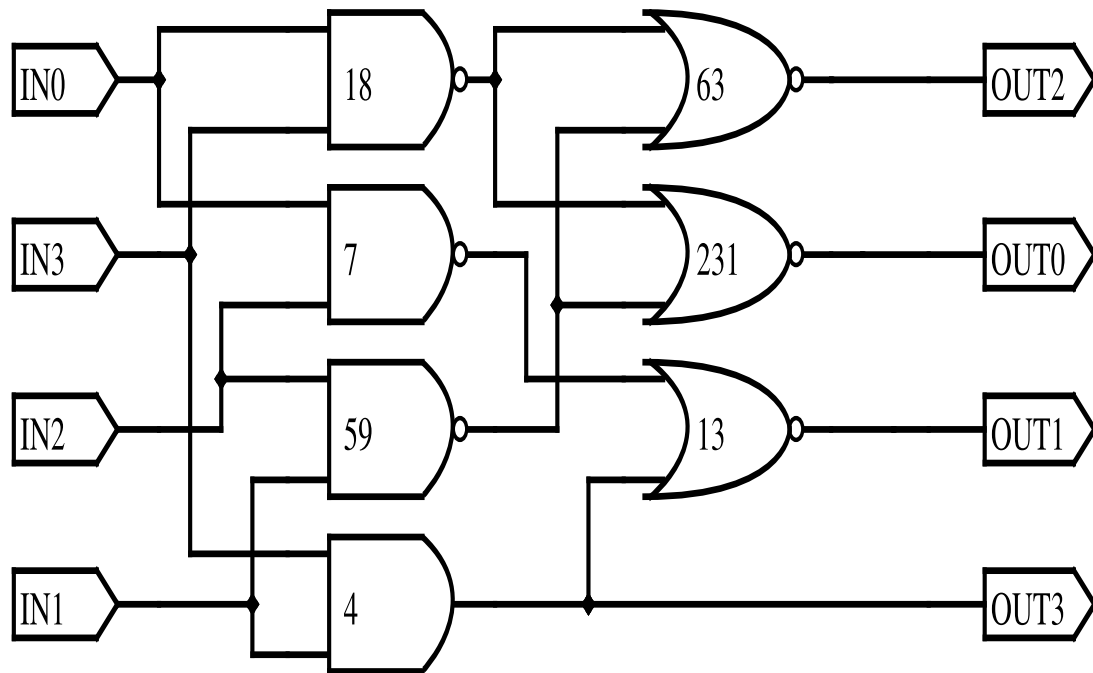 IN0 18 63 OUT2
IN3 7 231 OUT0
IN2 59 13 OUT1
IN1 4 OUT3